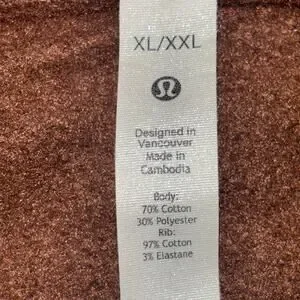 XL/XXL
Designed in
Vancouver
Made in
Cambodia
Body:
70% Cotton
30% Polyester
Rib:
97% Cotton
3% Elastane